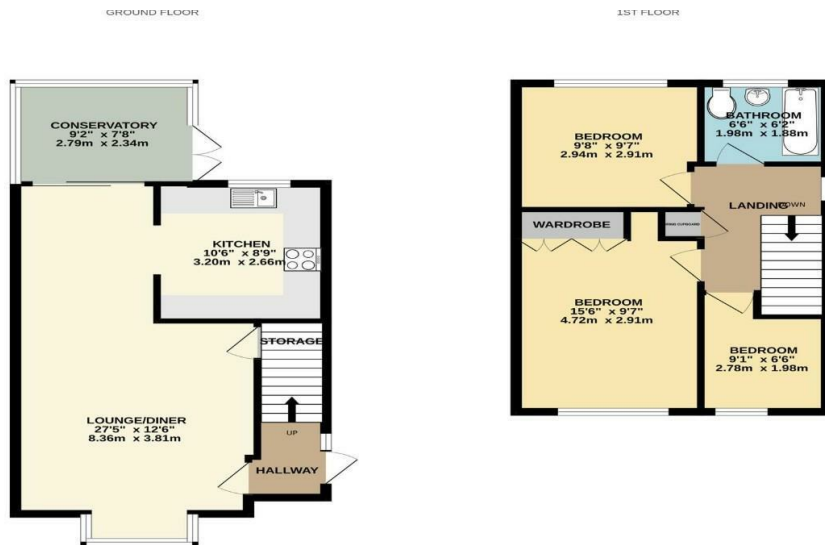 GROUND FLOOR
CONSERVATORY
9'2" x 7'8"
2.79m x 2.34m
KITCHEN
10'6" x 8'9"
3.20m x 2.66m
STORAGE
LOUNGE/DINER
27'5" x 12'6"
8.36m x 3.81m
UP
HALLWAY
1ST FLOOR
BEDROOM
9'8" x 9'7"
2.94m x 2.91m
BATHROOM
6'6" x 6'2"
1.98m x 1.88m
LANDING
DOWN
WARDROBE
CUPBOARD
BEDROOM
15'6" x 9'7"
4.72m x 2.91m
BEDROOM
9'1" x 6'6"
2.78m x 1.98m